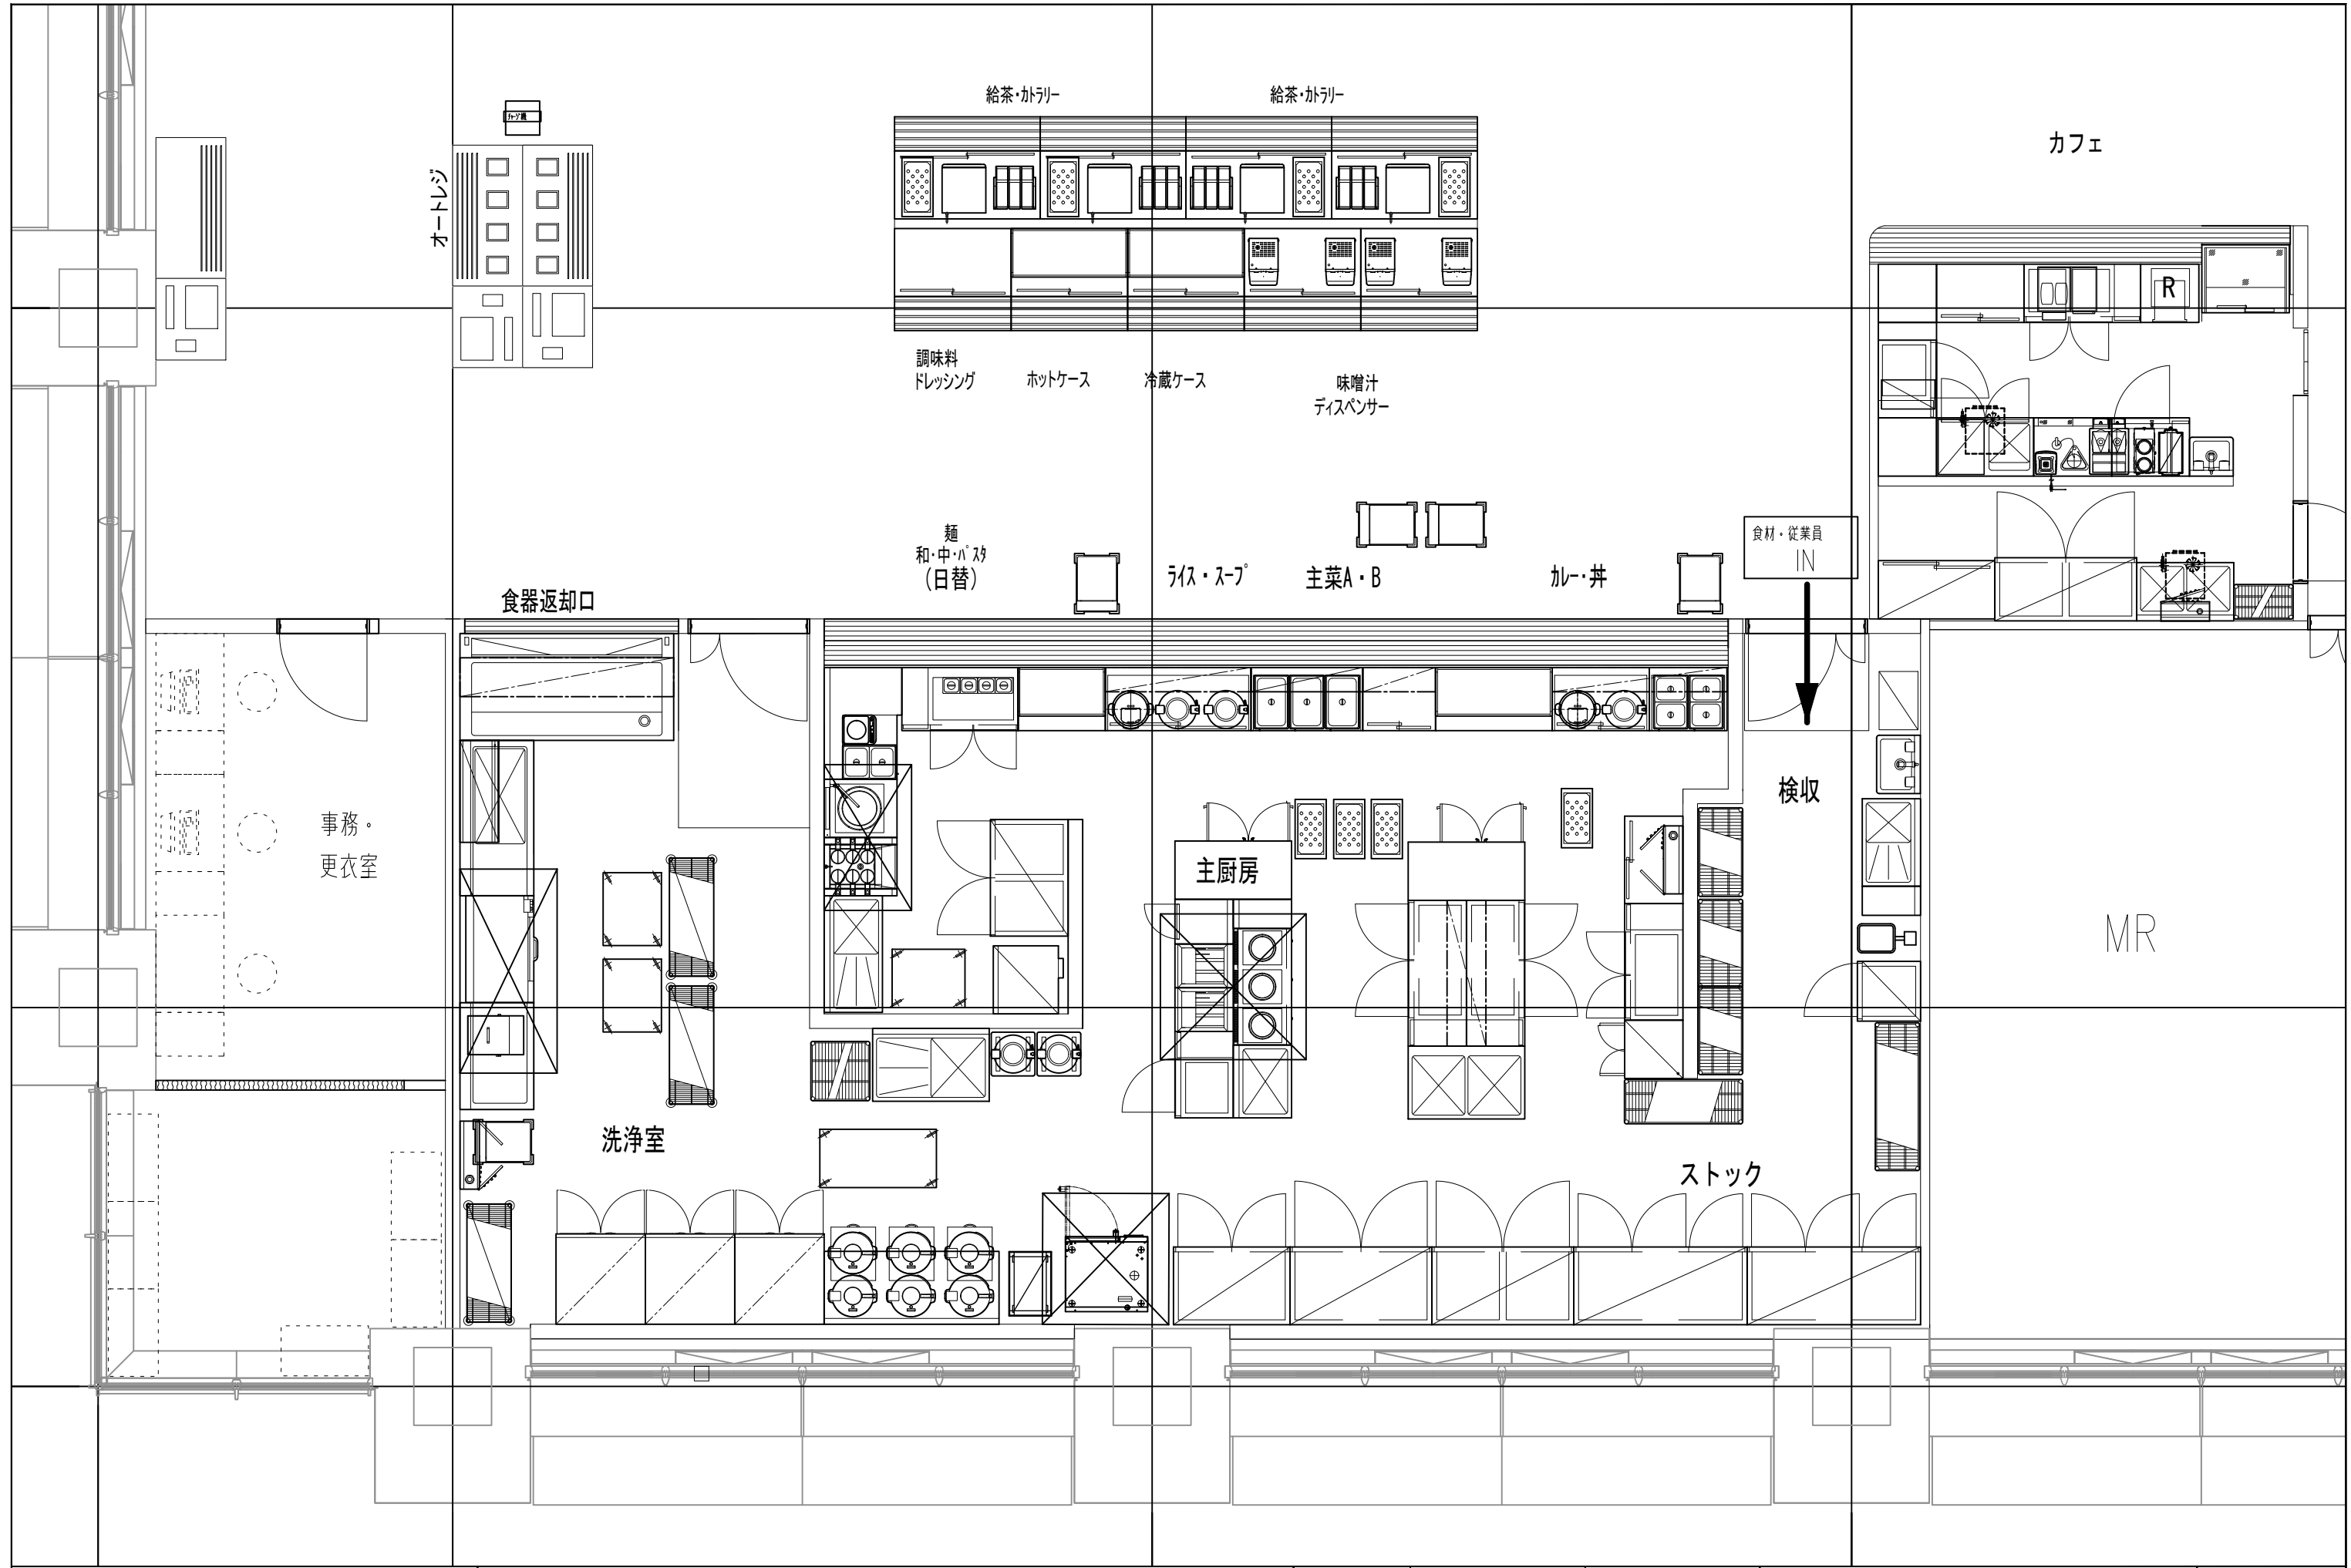 給茶・カトラリー
給茶・カトラリー
カフェ
ﾁｬｰｼﾞ機
オートレジ
R
調味料
ドレッシング
ホットケース
冷蔵ケース
味噌汁
ディスペンサー
麺
和・中・パスタ
（日替）
ライス・スープ
主菜A・B
カレー・丼
食材・従業員
IN
食器返却口
検収
事務・
更衣室
主厨房
MR
洗浄室
ストック